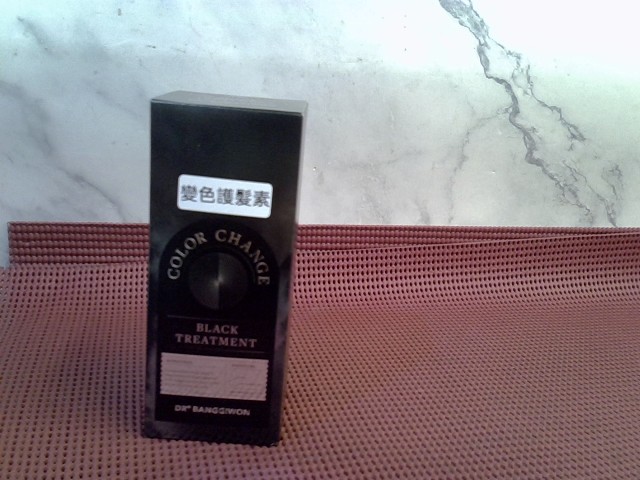 變色護髮素
COLOR CHANGE
BLACK
TREATMENT
DR+ BANGGIWON